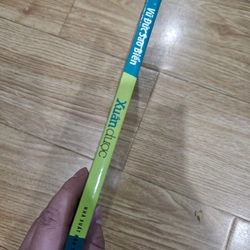 Vũ Đức Sao Biển
Xuân dược